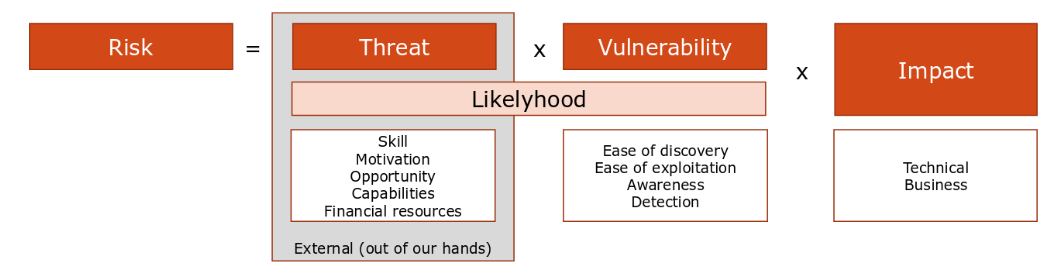 Risk = Threat x Vulnerability x Impact
Likelyhood
Skill
Motivation
Opportunity
Capabilities
Financial resources
Ease of discovery
Ease of exploitation
Awareness
Detection
Technical
Business
External (out of our hands)